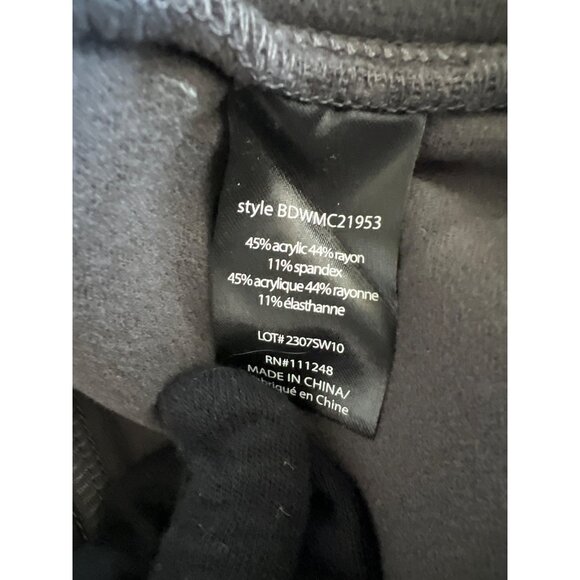 style BDWMC21953
45% acrylic 44% rayon
11% spandex
45% acrylique 44% rayonne
11% élasthanne
LOT# 2307SW10
RN#111248
MADE IN CHINA/
en Chine